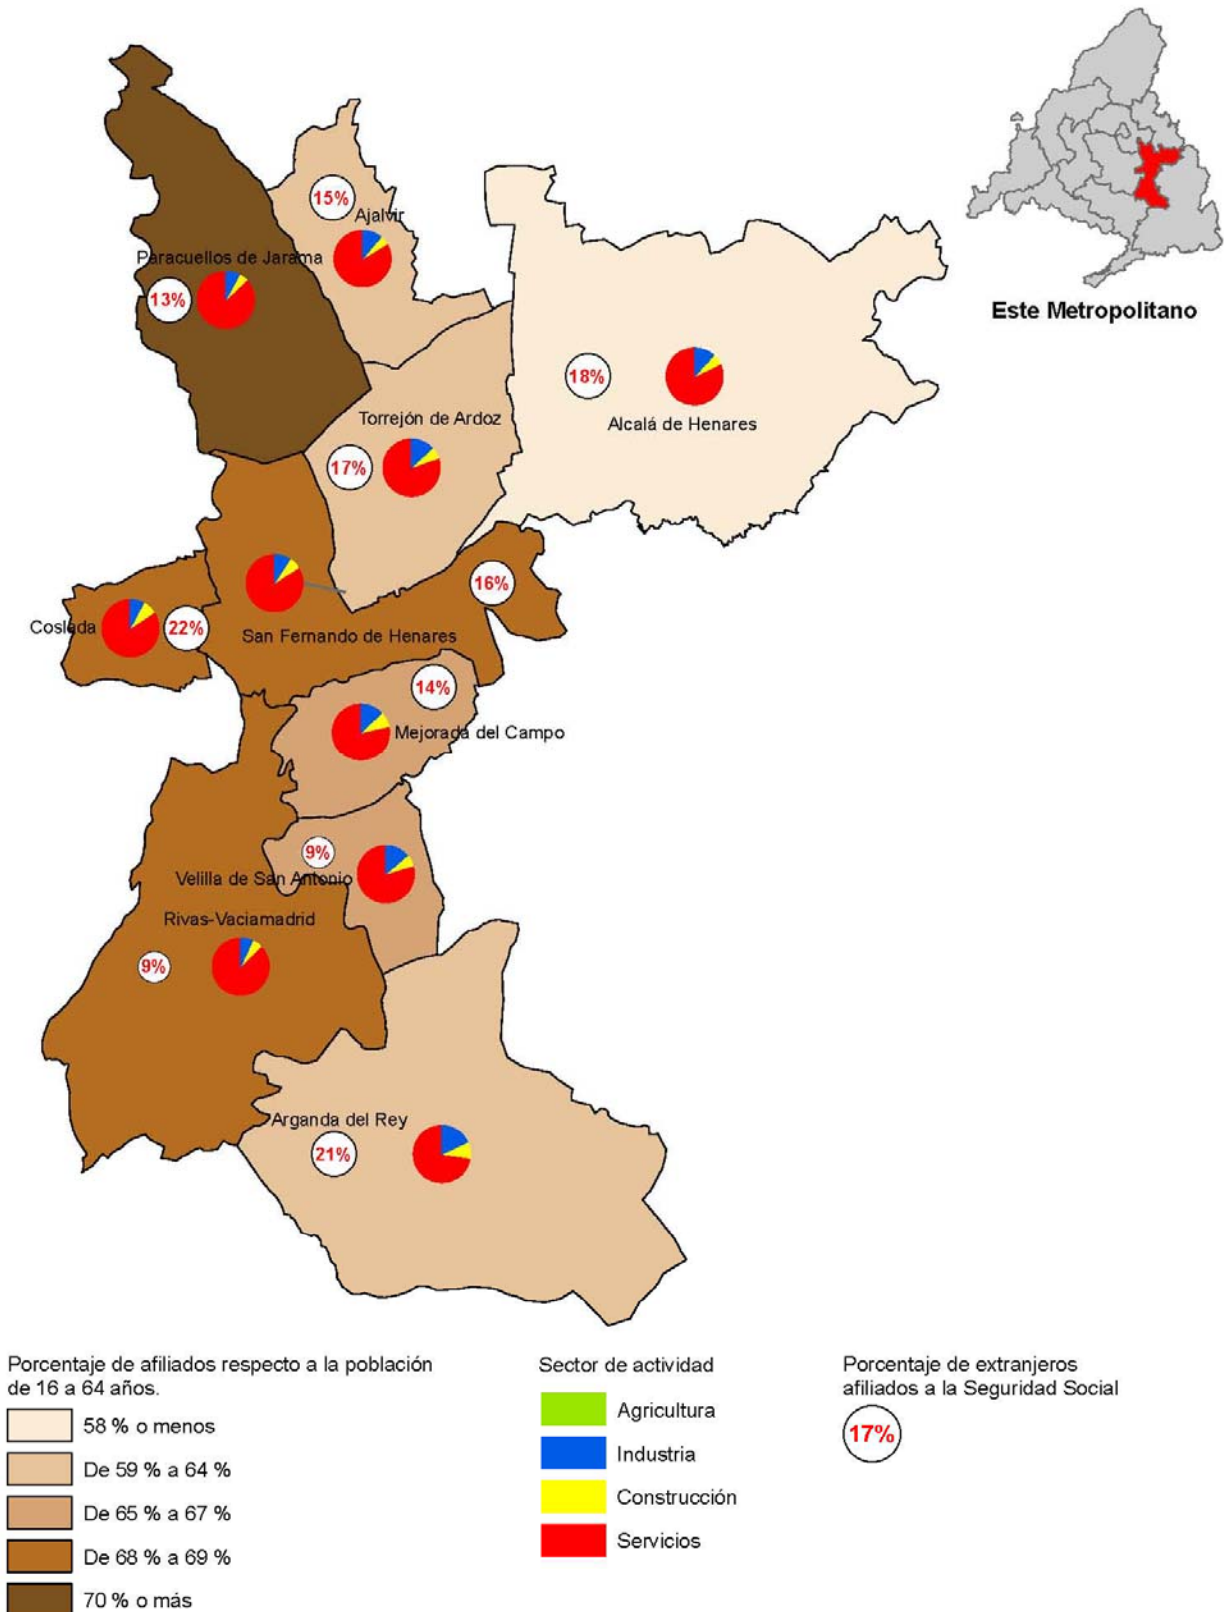 15%
Ajalvir
Paracuellos de Jarama
13%
Este Metropolitano
18%
Alcalá de Henares
Torrejón de Ardoz
17%
16%
Coslada
22%
San Fernando de Henares
14%
Mejorada del Campo
9%
Velilla de San Antonio
Rivas-Vaciamadrid
9%
Arganda del Rey
21%
Porcentaje de afiliados respecto a la población
de 16 a 64 años.
58 % o menos
De 59 % a 64 %
De 65 % a 67 %
De 68 % a 69 %
70 % o más
Sector de actividad
Agricultura
Industria
Construcción
Servicios
Porcentaje de extranjeros
afiliados a la Seguridad Social
17%